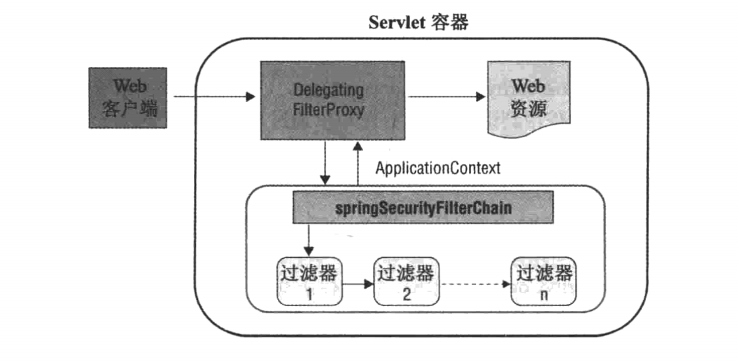 Servlet 容器
Web
客户端
Delegating
FilterProxy
Web
资源
ApplicationContext
springSecurityFilterChain
过滤器
1
过滤器
2
过滤器
n